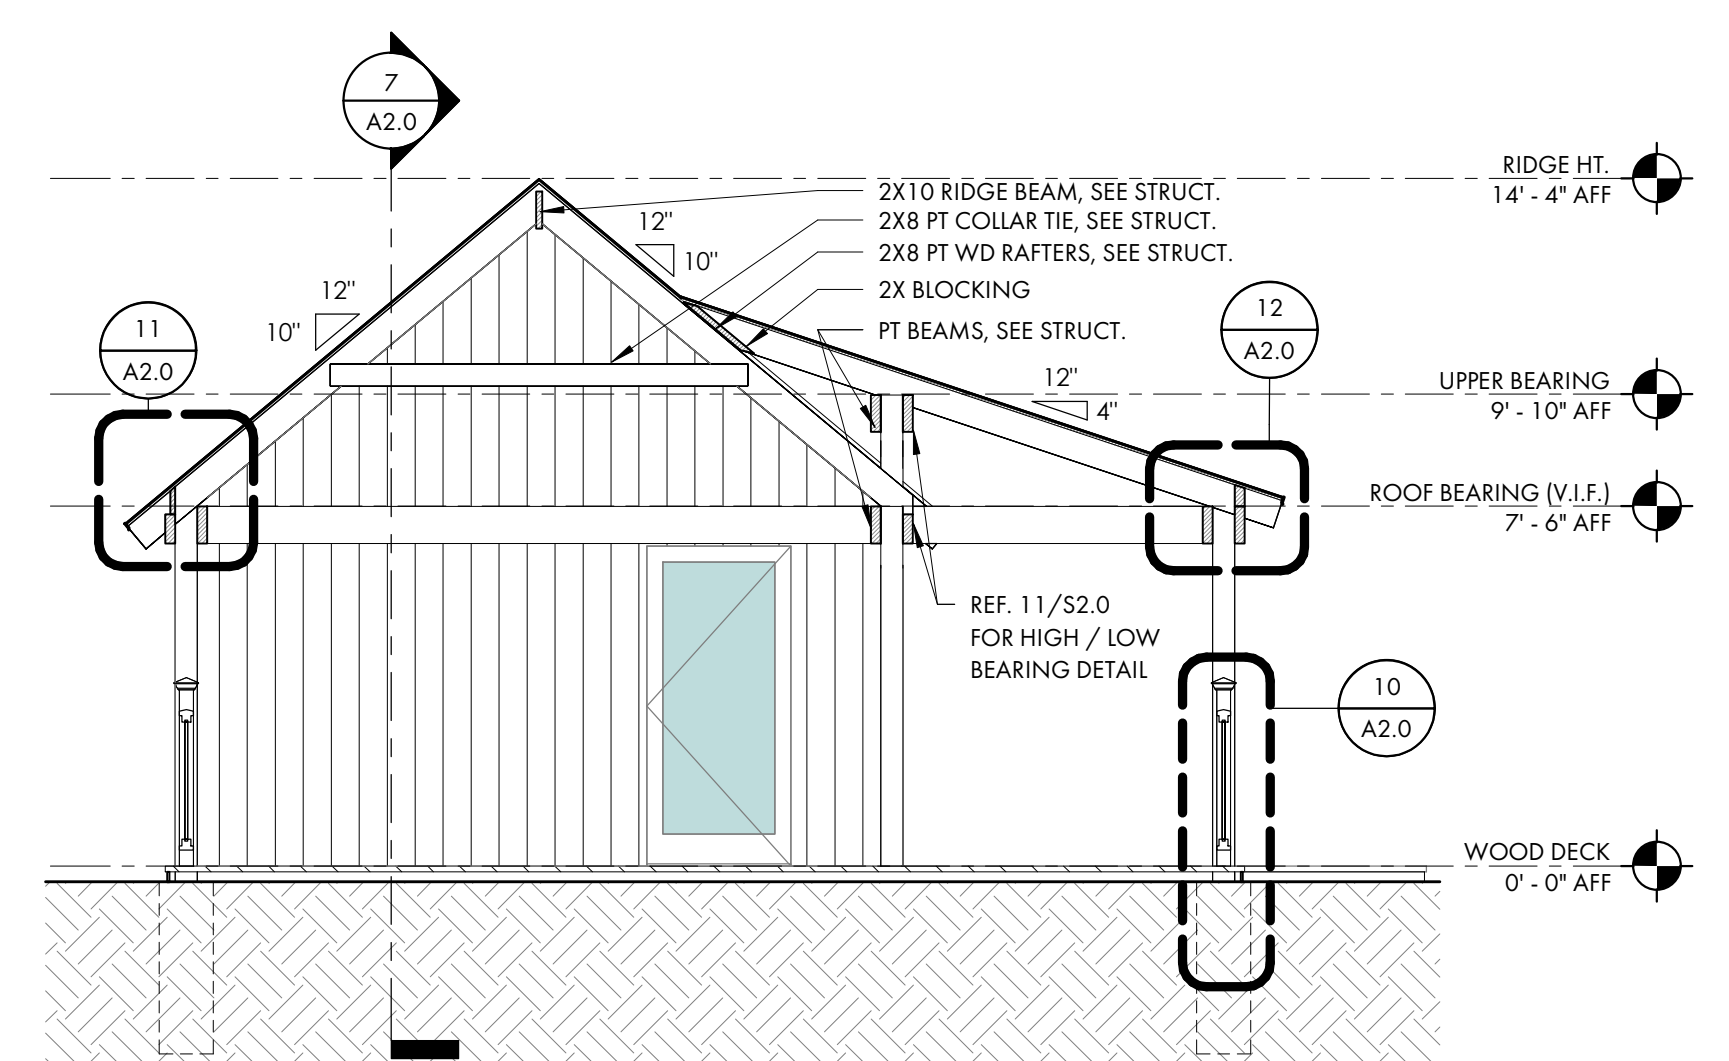 7
A2.0
RIDGE HT.
14' - 4" AFF
2X10 RIDGE BEAM, SEE STRUCT.
12"
2X8 PT COLLAR TIE, SEE STRUCT.
10"
2X8 PT WD RAFTERS, SEE STRUCT.
12"
2X BLOCKING
10"
PT BEAMS, SEE STRUCT.
11
A2.0
12
A2.0
12"
4"
UPPER BEARING
9' - 10" AFF
ROOF BEARING (V.I.F.)
7' - 6" AFF
REF. 11/S2.0
FOR HIGH / LOW
BEARING DETAIL
10
A2.0
WOOD DECK
0' - 0" AFF